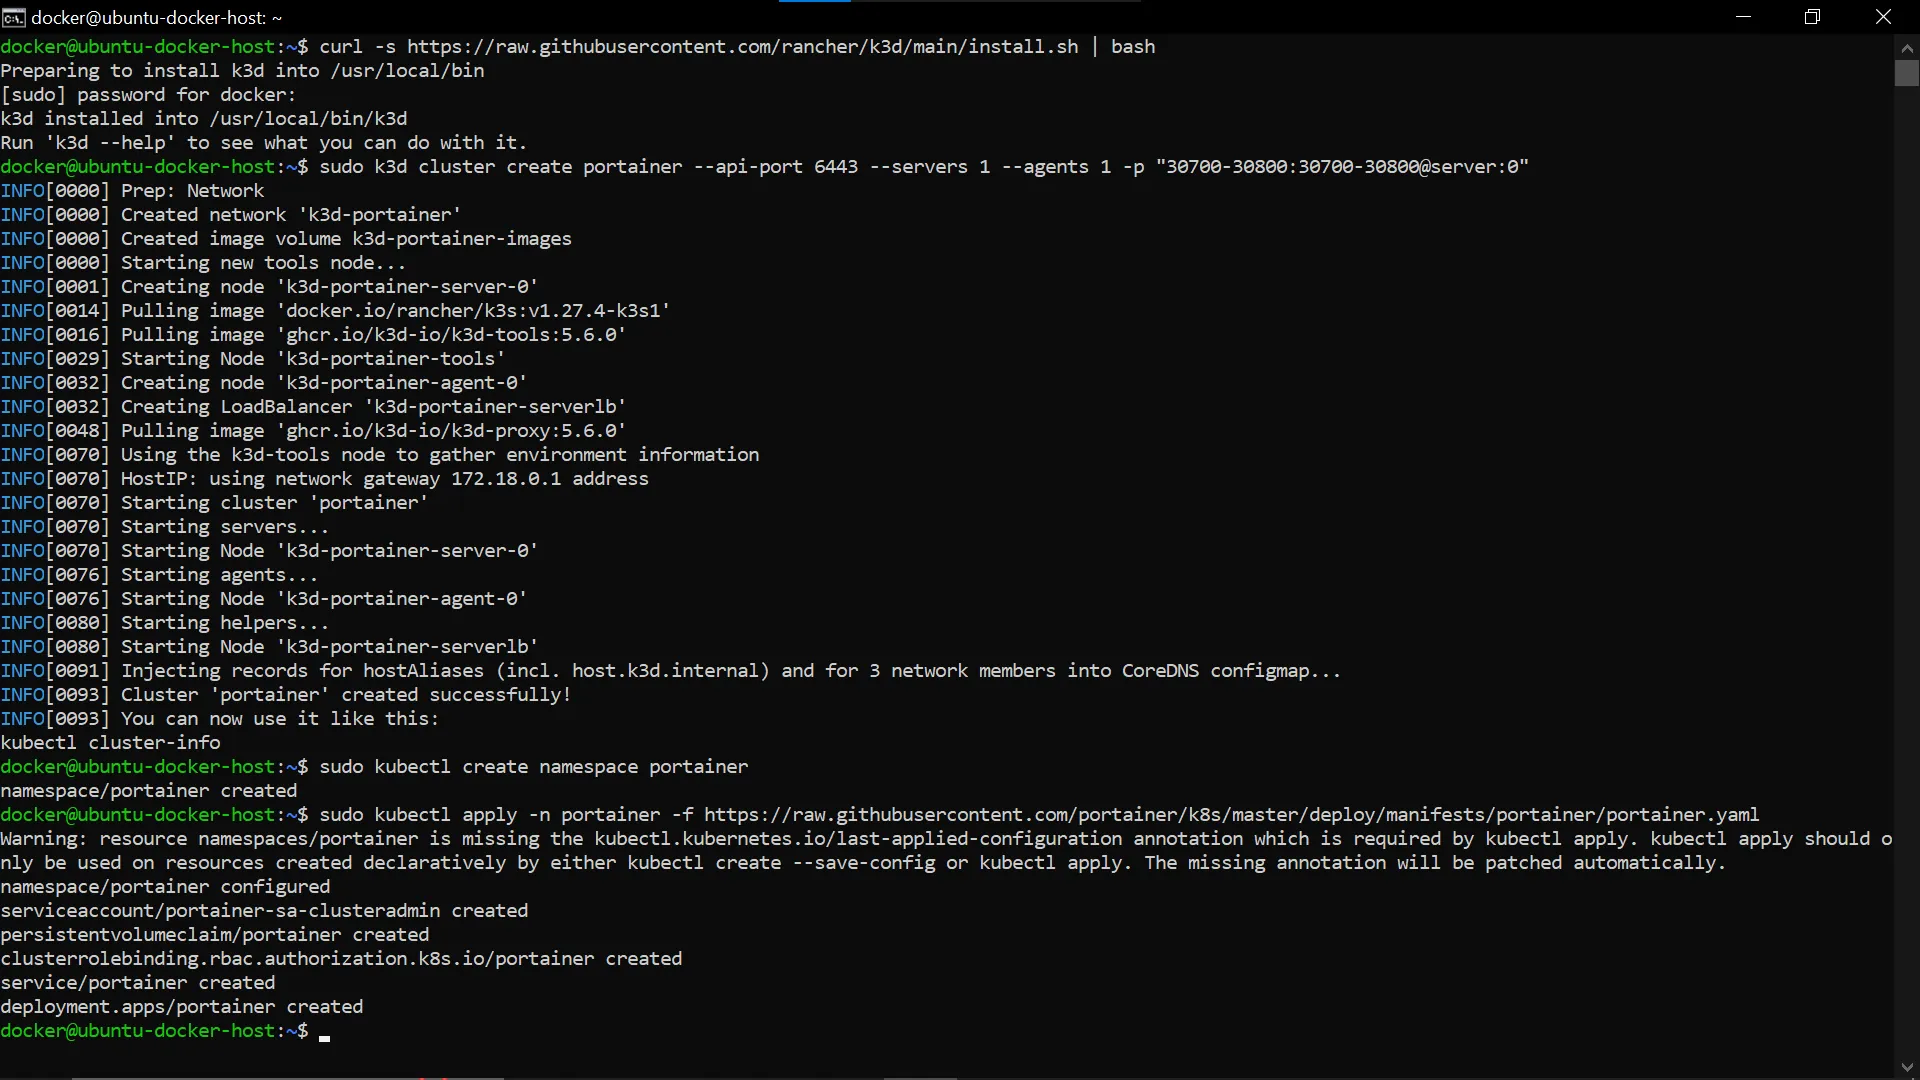 docker@ubuntu-docker-host: ~
docker@ubuntu-docker-host:~$ curl -s https://raw.githubusercontent.com/rancher/k3d/main/install.sh | bash
Preparing to install k3d into /usr/local/bin
[sudo] password for docker:
k3d installed into /usr/local/bin/k3d
Run 'k3d --help' to see what you can do with it.
docker@ubuntu-docker-host:~$ sudo k3d cluster create portainer --api-port 6443 --servers 1 --agents 1 -p "30700-30800:30700-30800@server:0"
INFO[0000] Prep: Network
INFO[0000] Created network 'k3d-portainer'
INFO[0000] Created image volume k3d-portainer-images
INFO[0000] Starting new tools node...
INFO[0001] Creating node 'k3d-portainer-server-0'
INFO[0014] Pulling image 'docker.io/rancher/k3s:v1.27.4-k3s1'
INFO[0016] Pulling image 'ghcr.io/k3d-io/k3d-tools:5.6.0'
INFO[0029] Starting Node 'k3d-portainer-tools'
INFO[0032] Creating node 'k3d-portainer-agent-0'
INFO[0032] Creating LoadBalancer 'k3d-portainer-serverlb'
INFO[0048] Pulling image 'ghcr.io/k3d-io/k3d-proxy:5.6.0'
INFO[0070] Using the k3d-tools node to gather environment information
INFO[0070] HostIP: using network gateway 172.18.0.1 address
INFO[0070] Starting cluster 'portainer'
INFO[0070] Starting servers...
INFO[0070] Starting Node 'k3d-portainer-server-0'
INFO[0076] Starting agents...
INFO[0076] Starting Node 'k3d-portainer-agent-0'
INFO[0080] Starting helpers...
INFO[0080] Starting Node 'k3d-portainer-serverlb'
INFO[0091] Injecting records for hostAliases (incl. host.k3d.internal) and for 3 network members into CoreDNS configmap...
INFO[0093] Cluster 'portainer' created successfully!
INFO[0093] You can now use it like this:
kubectl cluster-info
docker@ubuntu-docker-host:~$ sudo kubectl create namespace portainer
namespace/portainer created
docker@ubuntu-docker-host:~$ sudo kubectl apply -n portainer -f https://raw.githubusercontent.com/portainer/k8s/master/deploy/manifests/portainer/portainer.yaml
Warning: resource namespaces/portainer is missing the kubectl.kubernetes.io/last-applied-configuration annotation which is required by kubectl apply. kubectl apply should o
nly be used on resources created declaratively by either kubectl create --save-config or kubectl apply. The missing annotation will be patched automatically.
namespace/portainer configured
serviceaccount/portainer-sa-clusteradmin created
persistentvolumeclaim/portainer created
clusterrolebinding.rbac.authorization.k8s.io/portainer created
service/portainer created
deployment.apps/portainer created
docker@ubuntu-docker-host:~$